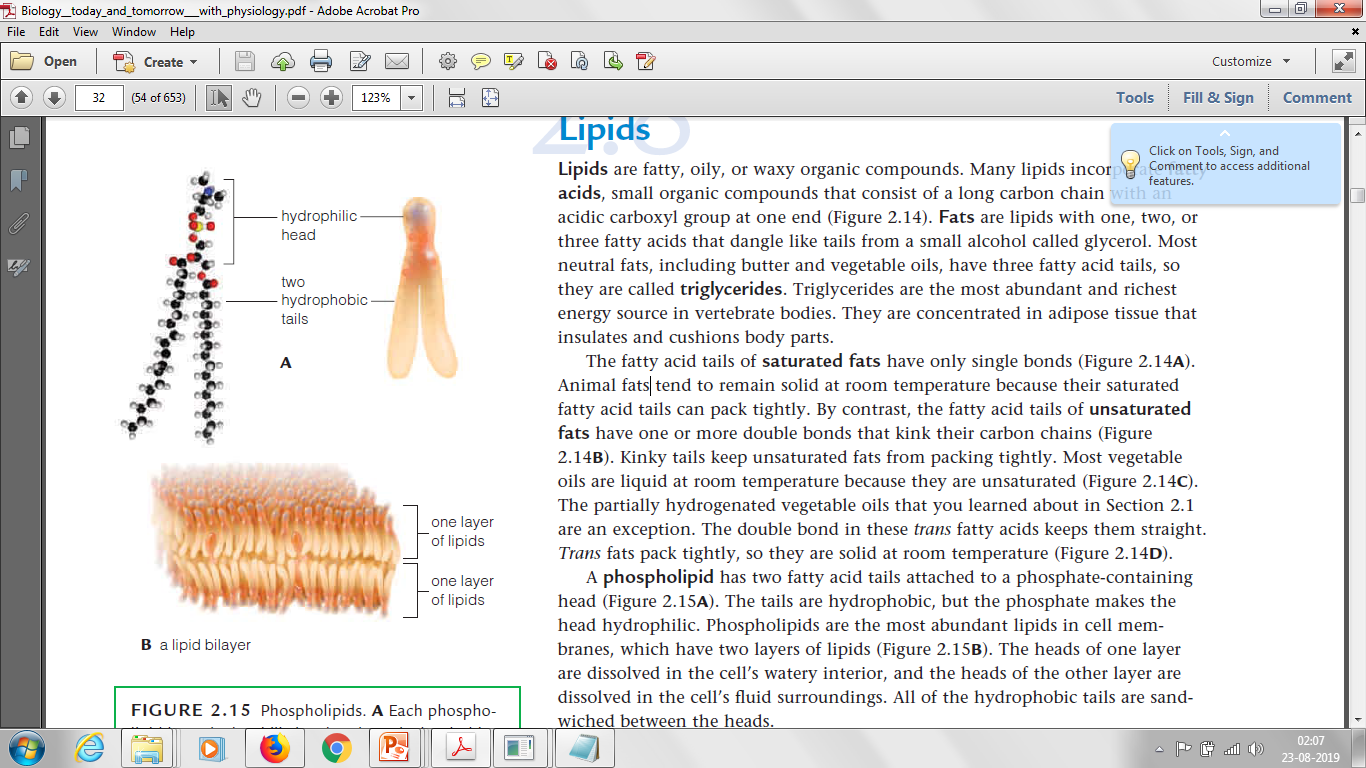 Biology__today_and_tomorrow___with_physiology.pdf - Adobe Acrobat Pro
File Edit View Window Help
Open Create Customize
32 (54 of 653) 123% Tools Fill & Sign Comment
2.6
Lipids
Click on Tools, Sign, and
Comment to access additional
features.
hydrophilic
head
two
hydrophobic
tails
A
one layer
of lipids
one layer
of lipids
B a lipid bilayer
FIGURE 2.15 Phospholipids. A Each phospho-
Lipids are fatty, oily, or waxy organic compounds. Many lipids incorporate fatty
acids, small organic compounds that consist of a long carbon chain with an
acidic carboxyl group at one end (Figure 2.14). Fats are lipids with one, two, or
three fatty acids that dangle like tails from a small alcohol called glycerol. Most
neutral fats, including butter and vegetable oils, have three fatty acid tails, so
they are called triglycerides. Triglycerides are the most abundant and richest
energy source in vertebrate bodies. They are concentrated in adipose tissue that
insulates and cushions body parts.
The fatty acid tails of saturated fats have only single bonds (Figure 2.14A).
Animal fats tend to remain solid at room temperature because their saturated
fatty acid tails can pack tightly. By contrast, the fatty acid tails of unsaturated
fats have one or more double bonds that kink their carbon chains (Figure
2.14B). Kinky tails keep unsaturated fats from packing tightly. Most vegetable
oils are liquid at room temperature because they are unsaturated (Figure 2.14C).
The partially hydrogenated vegetable oils that you learned about in Section 2.1
are an exception. The double bond in these trans fatty acids keeps them straight.
Trans fats pack tightly, so they are solid at room temperature (Figure 2.14D).
A phospholipid has two fatty acid tails attached to a phosphate-containing
head (Figure 2.15A). The tails are hydrophobic, but the phosphate makes the
head hydrophilic. Phospholipids are the most abundant lipids in cell mem-
branes, which have two layers of lipids (Figure 2.15B). The heads of one layer
are dissolved in the cell's watery interior, and the heads of the other layer are
dissolved in the cell's fluid surroundings. All of the hydrophobic tails are sand-
wiched between the heads.
02:07
23-08-2019